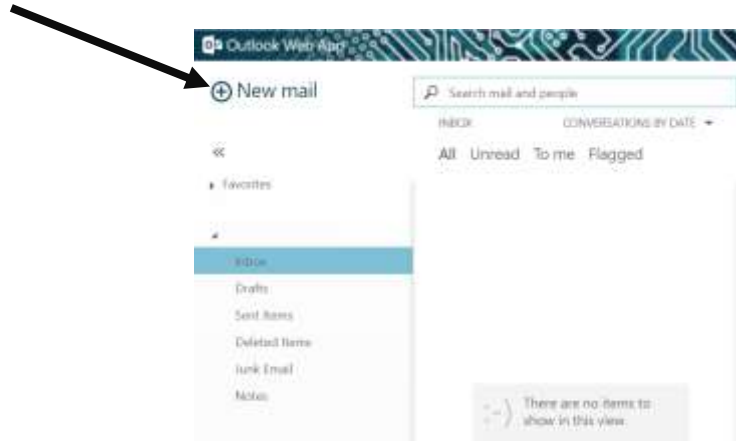 Outlook Web App
New mail
Search mail and people
INBOX CONVERSATIONS BY DATE
All Unread To me Flagged
«
Favorites
Inbox
Drafts
Sent Items
Deleted Items
Junk Email
Notes
:-) There are no items to
show in this view.